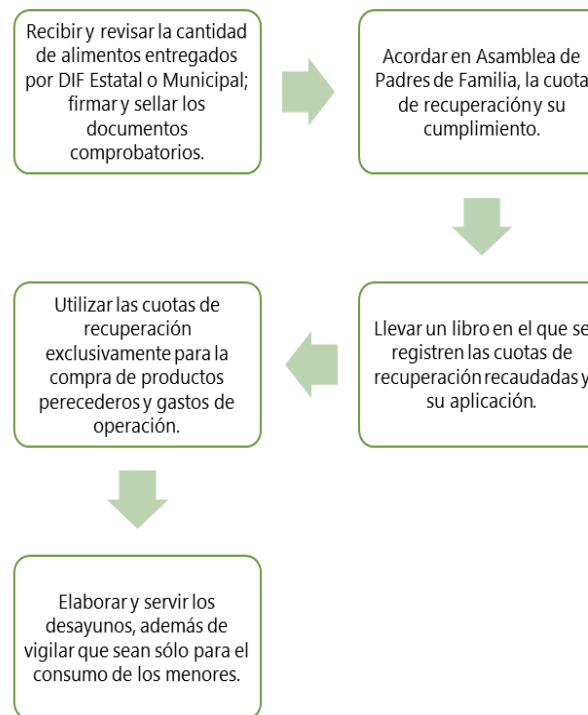 Recibir y revisar la cantidad
de alimentos entregados
por DIF Estatal o Municipal;
firmar y sellar los
documentos
comprobatorios.
Acordar en Asamblea de
Padres de Familia, la cuota
de recuperación y su
cumplimiento.
Llevar un libro en el que se
registren las cuotas de
recuperación recaudadas y
su aplicación.
Utilizar las cuotas de
recuperación
exclusivamente para la
compra de productos
perecederos y gastos de
operación.
Elaborar y servir los
desayunos, además de
vigilar que sean sólo para el
consumo de los menores.